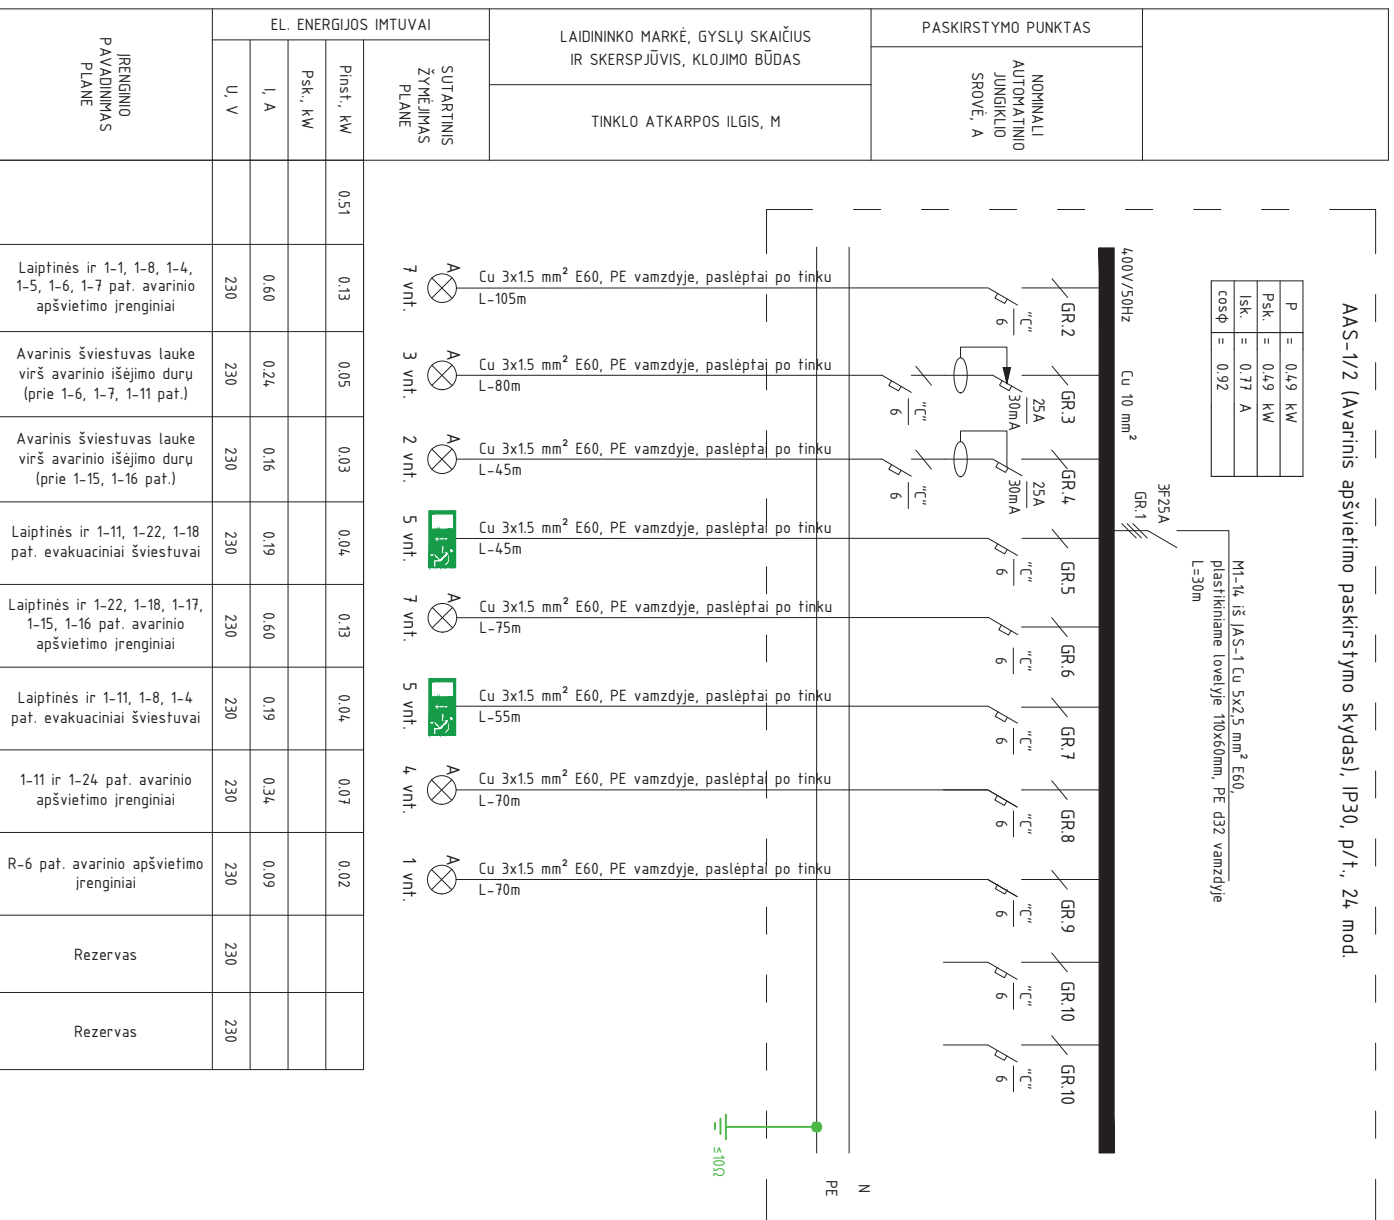 ĮRENGINIO
PAVADINIMAS
PLANE
EL. ENERGIJOS IMTUVAI
U, V
I, A
Psk., kW
Pinst., kW
SUTARTINIS
ŽYMĖJIMAS
PLANE
LAIDININKO MARKĖ, GYSLŲ SKAIČIUS
IR SKERSPJŪVIS, KLOJIMO BŪDAS
TINKLO ATKARPOS ILGIS, M
PASKIRSTYMO PUNKTAS
NOMINALI
AUTOMATINIO
JUNGIKLIO
SROVĖ, A
0.51
AAS-1/2 (Avarinis apšvietimo paskirstymo skydas), IP30, p/t., 24 mod.
P = 0.49 kW
Psk. = 0.49 kW
Isk. = 0.77 A
cosφ = 0.92
400V/50Hz
Cu 10 mm²
3F25A
GR.1
M1-14 iš ĮAS-1 Cu 5x2,5 mm² E60,
plastikiniame lovelyje 110x60mm, PE d32 vamzdyje
L=30m
Laiptinės ir 1-1, 1-8, 1-4,
1-5, 1-6, 1-7 pat. avarinio
apšvietimo įrenginiai
230
0.60
0.13
A
7 vnt.
Cu 3x1.5 mm² E60, PE vamzdyje, paslėptai po tinku
L-105m
"C"
6
GR.2
Avarinis šviestuvas lauke
virš avarinio išėjimo durų
(prie 1-6, 1-7, 1-11 pat.)
230
0.24
0.05
A
3 vnt.
Cu 3x1.5 mm² E60, PE vamzdyje, paslėptai po tinku
L-80m
"C"
6
25A
30mA
GR.3
Avarinis šviestuvas lauke
virš avarinio išėjimo durų
(prie 1-15, 1-16 pat.)
230
0.16
0.03
A
2 vnt.
Cu 3x1.5 mm² E60, PE vamzdyje, paslėptai po tinku
L-45m
"C"
6
25A
30mA
GR.4
Laiptinės ir 1-11, 1-22, 1-18
pat. evakuaciniai šviestuvai
230
0.19
0.04
5 vnt.
Cu 3x1.5 mm² E60, PE vamzdyje, paslėptai po tinku
L-45m
"C"
6
GR.5
Laiptinės ir 1-22, 1-18, 1-17,
1-15, 1-16 pat. avarinio
apšvietimo įrenginiai
230
0.60
0.13
A
7 vnt.
Cu 3x1.5 mm² E60, PE vamzdyje, paslėptai po tinku
L-75m
"C"
6
GR.6
Laiptinės ir 1-11, 1-8, 1-4
pat. evakuaciniai šviestuvai
230
0.19
0.04
5 vnt.
Cu 3x1.5 mm² E60, PE vamzdyje, paslėptai po tinku
L-55m
"C"
6
GR.7
1-11 ir 1-24 pat. avarinio
apšvietimo įrenginiai
230
0.34
0.07
A
4 vnt.
Cu 3x1.5 mm² E60, PE vamzdyje, paslėptai po tinku
L-70m
"C"
6
GR.8
R-6 pat. avarinio apšvietimo
įrenginiai
230
0.09
0.02
A
1 vnt.
Cu 3x1.5 mm² E60, PE vamzdyje, paslėptai po tinku
L-70m
"C"
6
GR.9
Rezervas
230
"C"
6
GR.10
Rezervas
230
"C"
6
GR.10
≤10Ω
PE
N